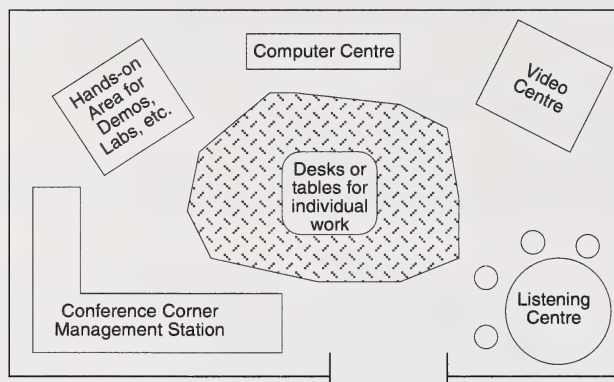 Computer Centre
Hands-on
Area for
Demos,
Labs, etc.
Video
Centre
Desks or
tables for
individual
work
Conference Corner
Management Station
Listening
Centre